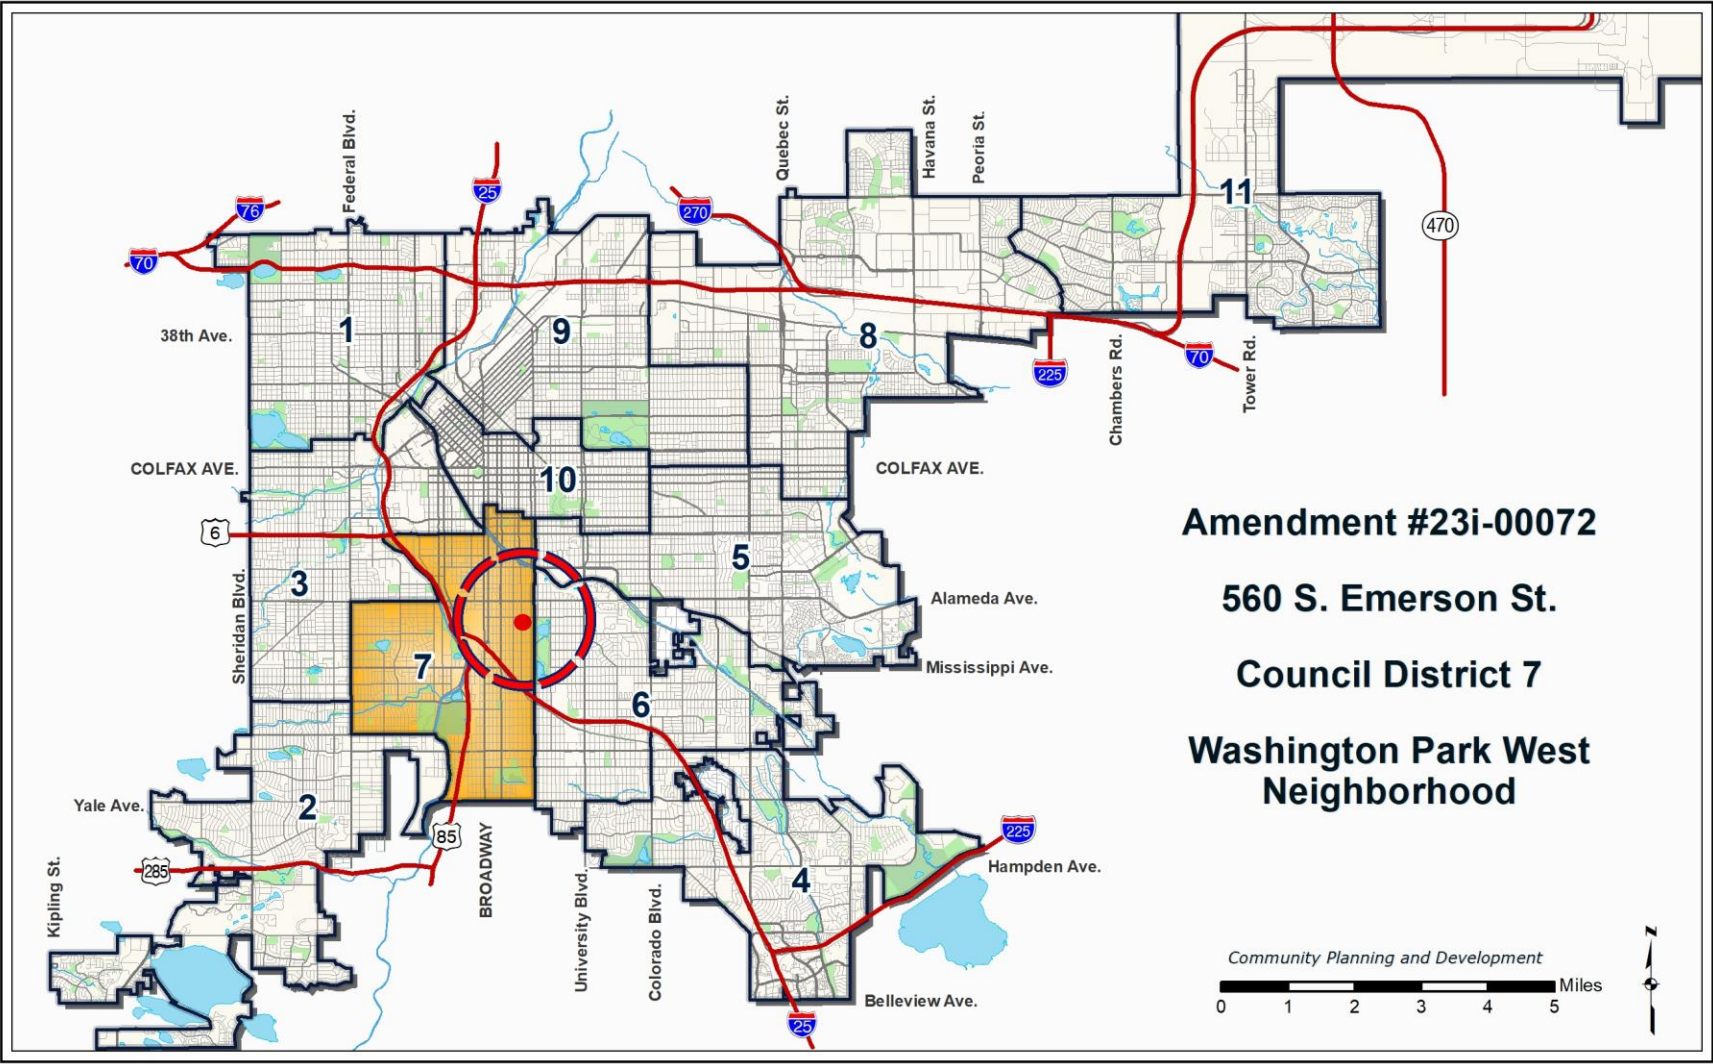 Federal Blvd.
Quebec St.
Havana St.
Peoria St.
25
76
270
11
470
70
38th Ave.
1
9
8
70
225
Chambers Rd.
Tower Rd.
COLFAX AVE.
COLFAX AVE.
10
6
3
5
Sheridan Blvd.
Alameda Ave.
7
Mississippi Ave.
6
Yale Ave.
2
85
225
285
BROADWAY
Hampden Ave.
4
Kipling St.
University Blvd.
Colorado Blvd.
Belleview Ave.
25
Amendment #23i-00072
560 S. Emerson St.
Council District 7
Washington Park West
Neighborhood
Community Planning and Development
Miles
0 1 2 3 4 5
N